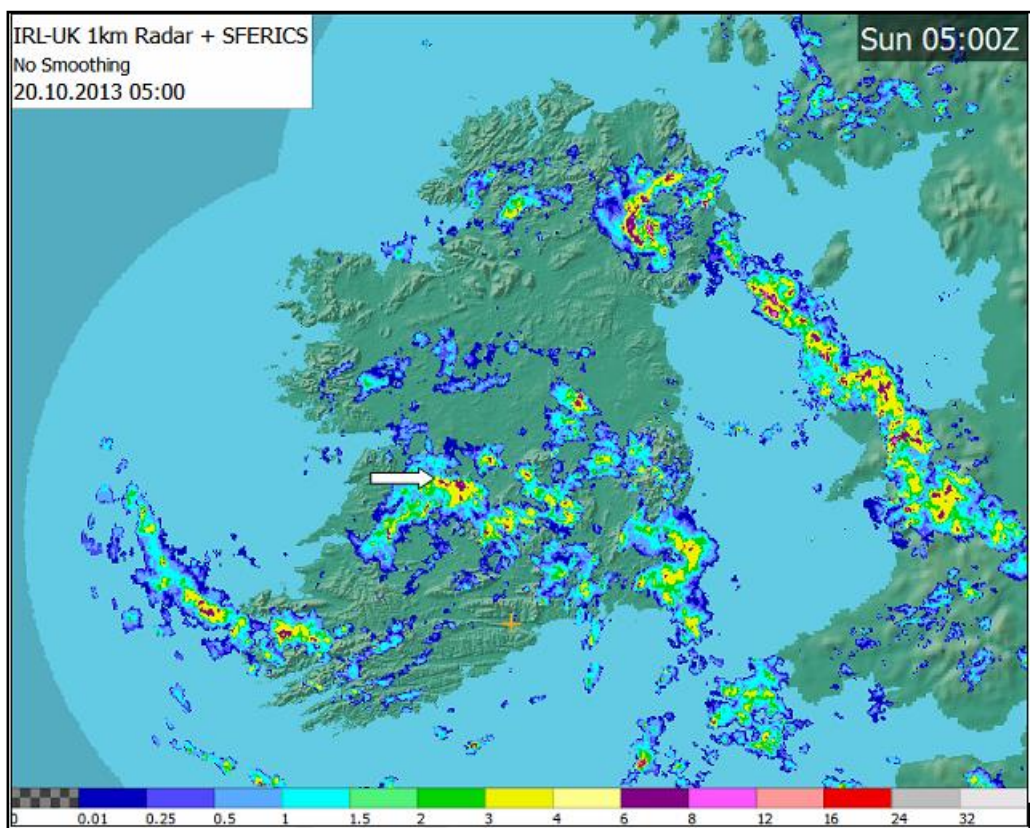 IRL-UK 1km Radar + SFERICS
No Smoothing
20.10.2013 05:00
Sun 05:00Z
0 0.01 0.25 0.5 1 1.5 2 3 4 6 8 12 16 24 32